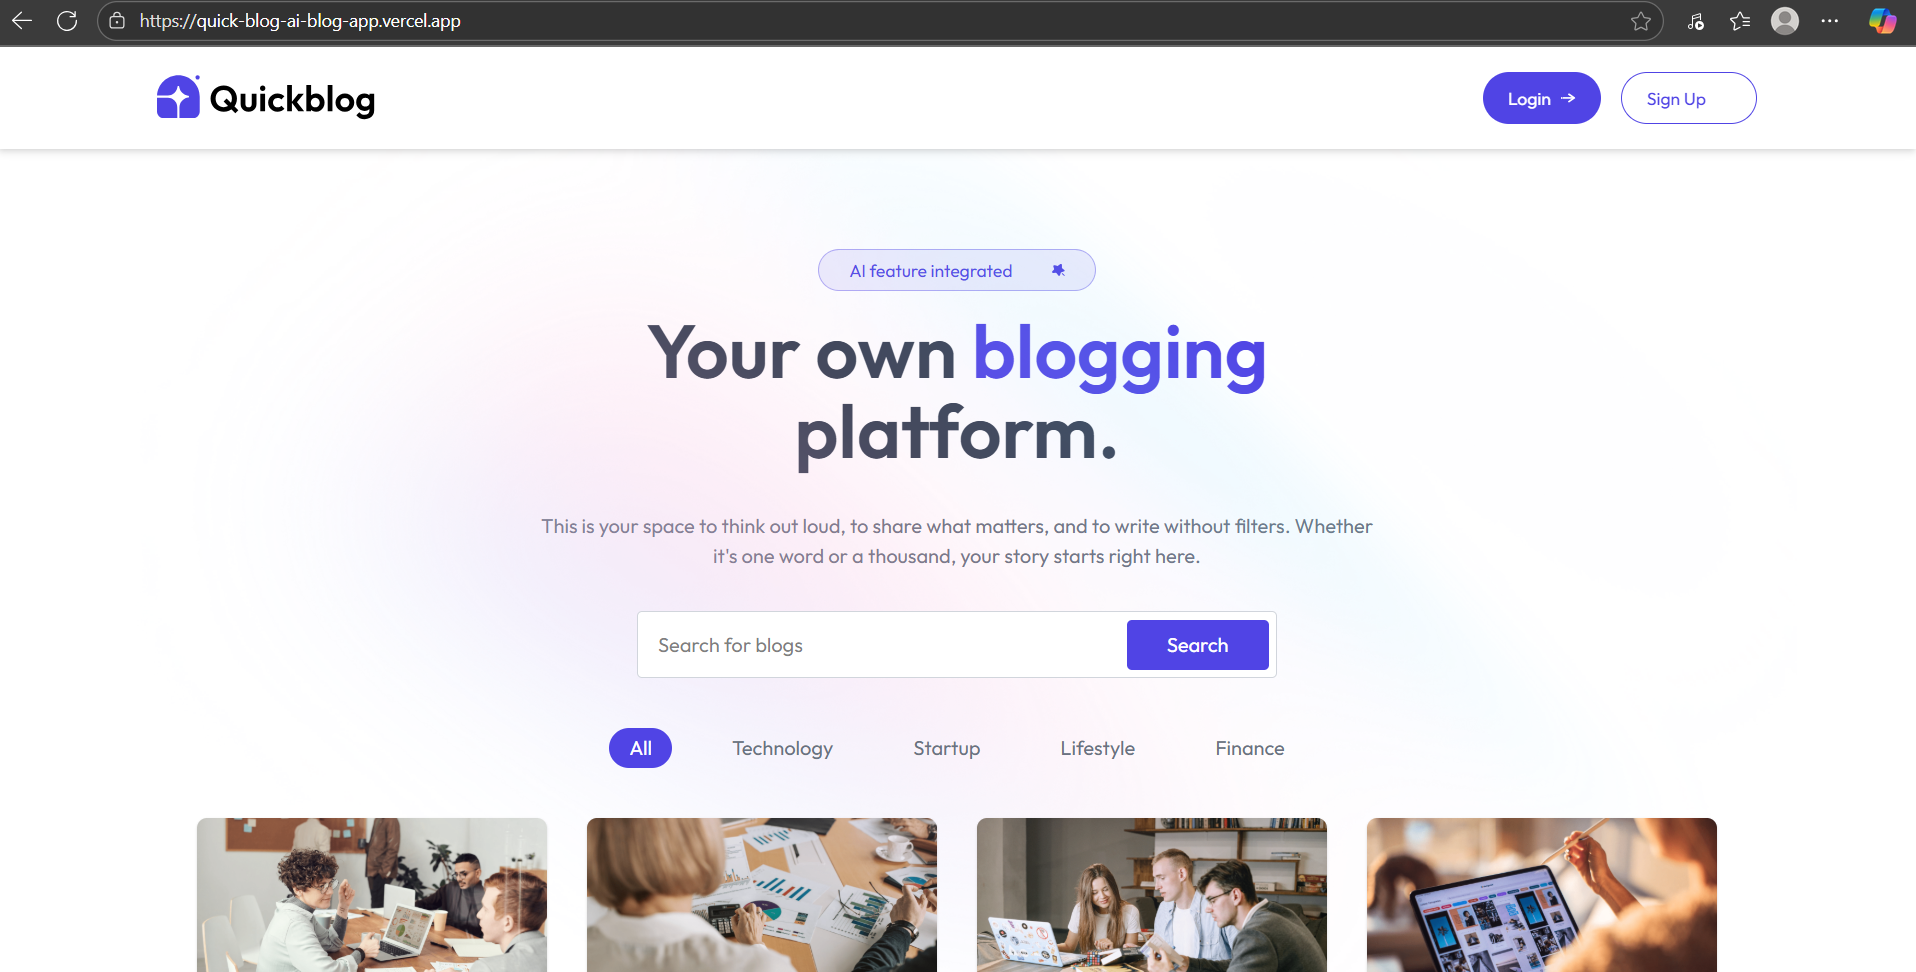 https://quick-blog-ai-blog-app.vercel.app
Quickblog
Login →
Sign Up
AI feature integrated
Your own blogging
platform.
This is your space to think out loud, to share what matters, and to write without filters. Whether
it's one word or a thousand, your story starts right here.
Search for blogs
Search
All
Technology
Startup
Lifestyle
Finance